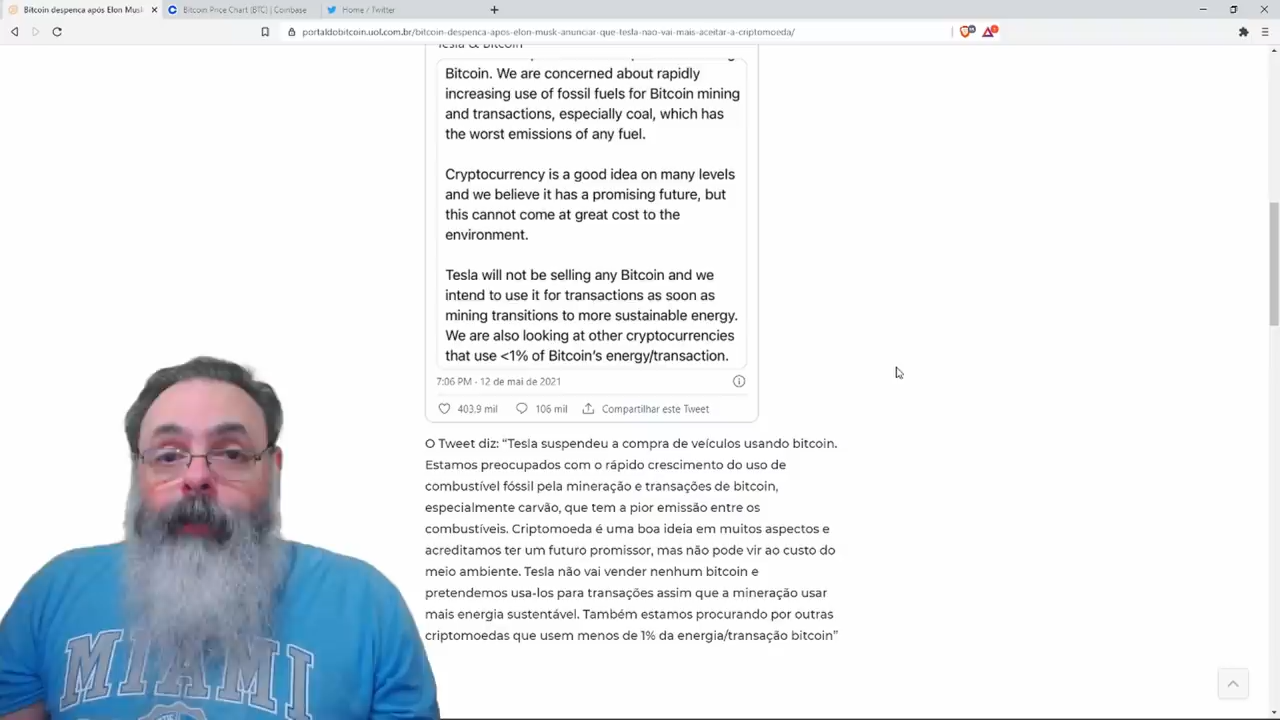 Bitcoin despenca após Elon Musk
Bitcoin Price Chart (BTC) | Coinbase
Home / Twitter
portaldobitcoin.uol.com.br/bitcoin-despenca-apos-elon-musk-anunciar-que-tesla-nao-vai-mais-aceitar-a-criptomoeda/
Tesla & Bitcoin
Bitcoin. We are concerned about rapidly
increasing use of fossil fuels for Bitcoin mining
and transactions, especially coal, which has
the worst emissions of any fuel.
Cryptocurrency is a good idea on many levels
and we believe it has a promising future, but
this cannot come at great cost to the
environment.
Tesla will not be selling any Bitcoin and we
intend to use it for transactions as soon as
mining transitions to more sustainable energy.
We are also looking at other cryptocurrencies
that use <1% of Bitcoin's energy/transaction.
7:06 PM · 12 de mai de 2021
403,9 mil 106 mil Compartilhar este Tweet
O Tweet diz: “Tesla suspendeu a compra de veículos usando bitcoin.
Estamos preocupados com o rápido crescimento do uso de
combustível fóssil pela mineração e transações de bitcoin,
especialmente carvão, que tem a pior emissão entre os
combustíveis. Criptomoeda é uma boa ideia em muitos aspectos e
acreditamos ter um futuro promissor, mas não pode vir ao custo do
meio ambiente. Tesla não vai vender nenhum bitcoin e
pretendemos usa-los para transações assim que a mineração usar
mais energia sustentável. Também estamos procurando por outras
criptomoedas que usem menos de 1% da energia/transação bitcoin”
MIAMI